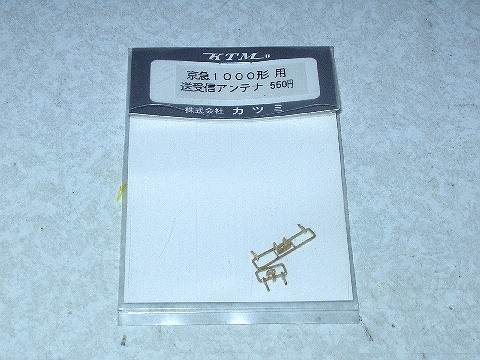 KTM
京急1000形 用
送受信アンテナ 550円
株式会社 カツミ